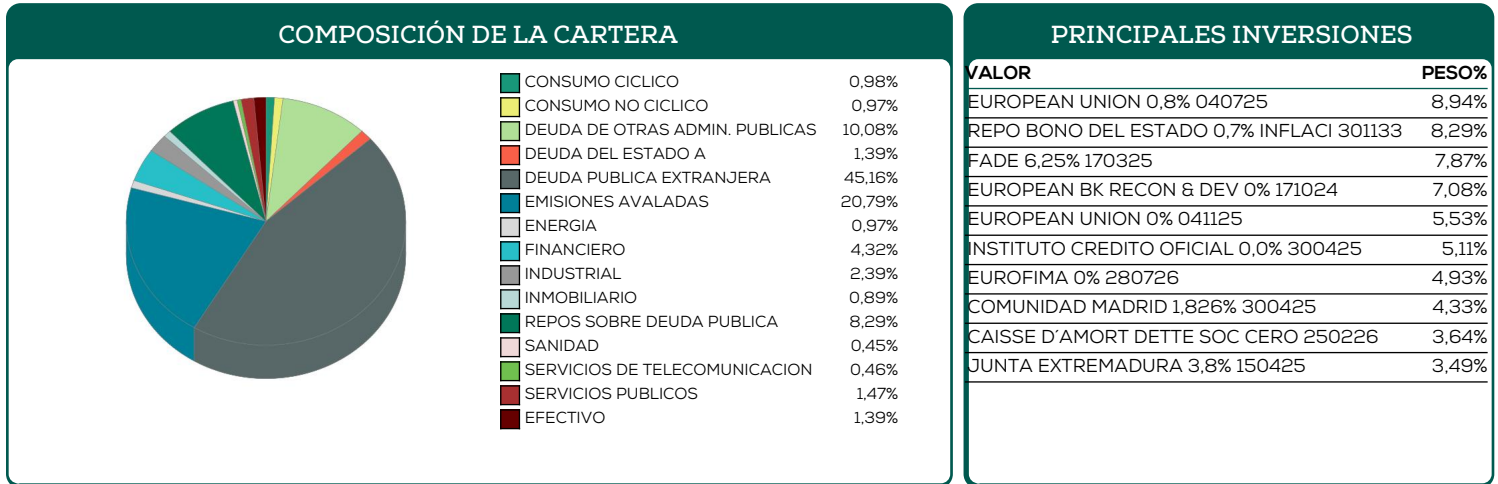 COMPOSICIÓN DE LA CARTERA
CONSUMO CICLICO 0,98%
CONSUMO NO CICLICO 0,97%
DEUDA DE OTRAS ADMIN. PUBLICAS 10,08%
DEUDA DEL ESTADO A 1,39%
DEUDA PUBLICA EXTRANJERA 45,16%
EMISIONES AVALADAS 20,79%
ENERGIA 0,97%
FINANCIERO 4,32%
INDUSTRIAL 2,39%
INMOBILIARIO 0,89%
REPOS SOBRE DEUDA PUBLICA 8,29%
SANIDAD 0,45%
SERVICIOS DE TELECOMUNICACION 0,46%
SERVICIOS PUBLICOS 1,47%
EFECTIVO 1,39%
PRINCIPALES INVERSIONES
VALOR PESO%
EUROPEAN UNION 0,8% 040725 8,94%
REPO BONO DEL ESTADO 0,7% INFLACI 301133 8,29%
FADE 6,25% 170325 7,87%
EUROPEAN BK RECON & DEV 0% 171024 7,08%
EUROPEAN UNION 0% 041125 5,53%
INSTITUTO CREDITO OFICIAL 0,0% 300425 5,11%
EUROFIMA 0% 280726 4,93%
COMUNIDAD MADRID 1,826% 300425 4,33%
CAISSE D´AMORT DETTE SOC CERO 250226 3,64%
JUNTA EXTREMADURA 3,8% 150425 3,49%